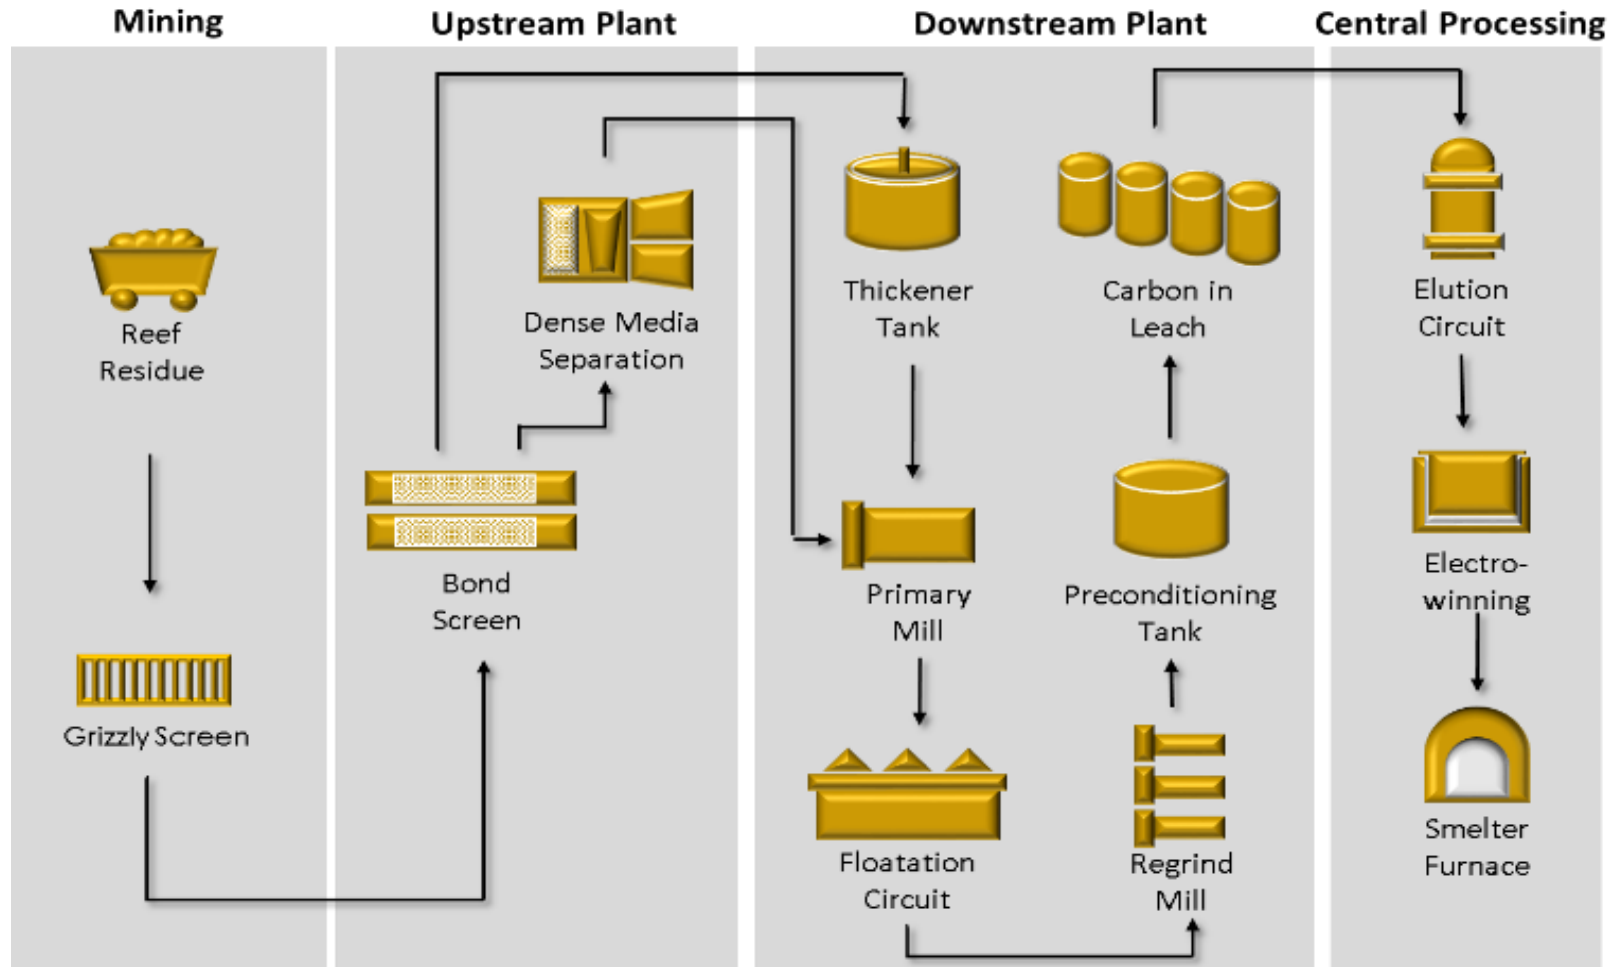 Mining
Upstream Plant
Downstream Plant
Central Processing
Reef
Residue
Grizzly Screen
Dense Media
Separation
Bond
Screen
Thickener
Tank
Primary
Mill
Floatation
Circuit
Carbon in
Leach
Preconditioning
Tank
Regrind
Mill
Elution
Circuit
Electro-
winning
Smelter
Furnace